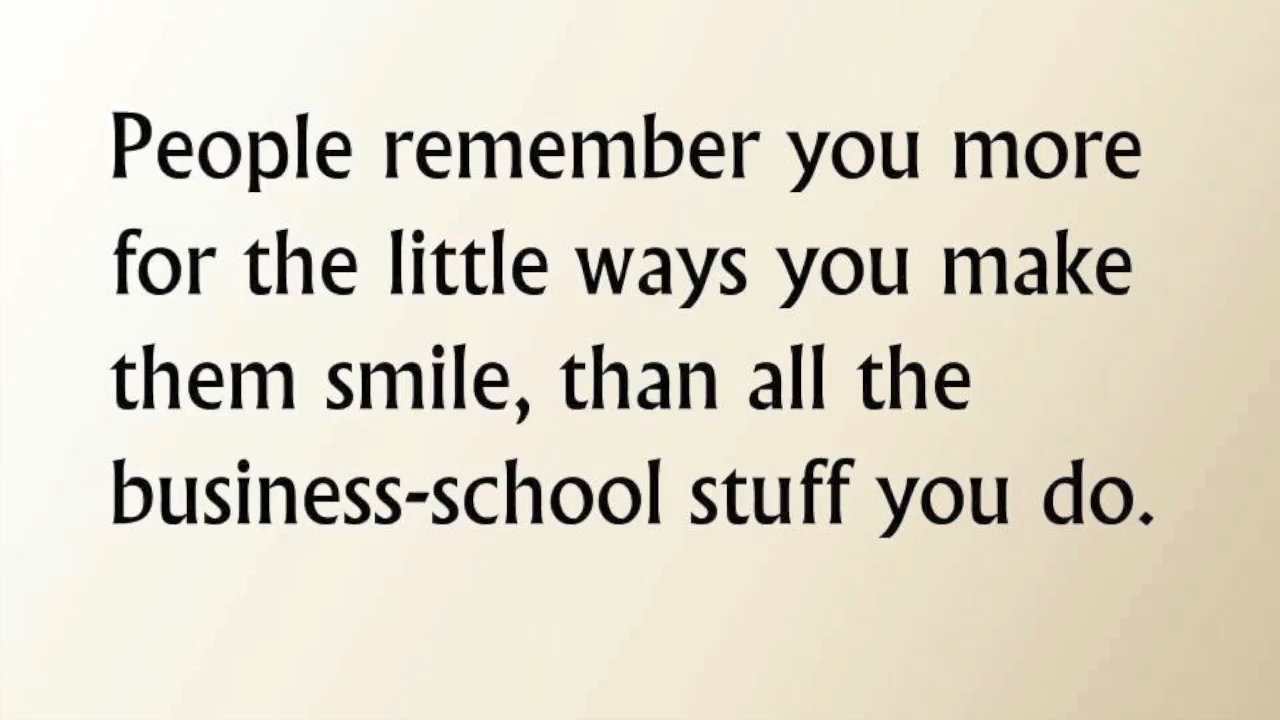 People remember you more
for the little ways you make
them smile, than all the
business-school stuff you do.